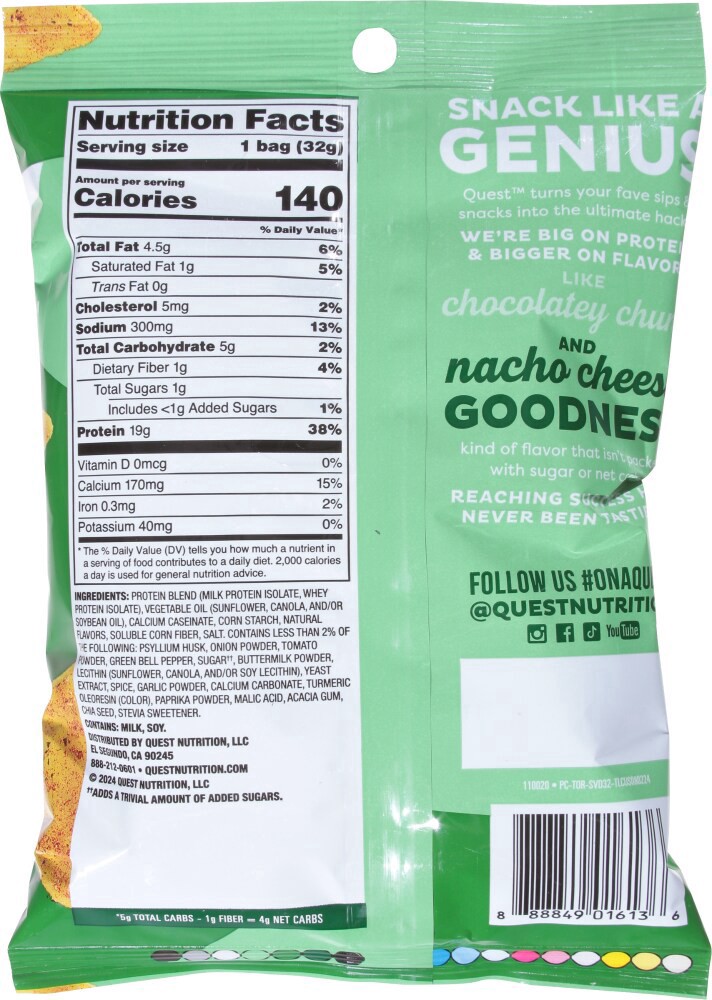 Nutrition Facts
Serving size 1 bag (32g)
Amount per serving
Calories 140
% Daily Value*
Total Fat 4.5g 6%
Saturated Fat 1g 5%
Trans Fat 0g
Cholesterol 5mg 2%
Sodium 300mg 13%
Total Carbohydrate 5g 2%
Dietary Fiber 1g 4%
Total Sugars 1g
Includes <1g Added Sugars 1%
Protein 19g 38%
Vitamin D 0mcg 0%
Calcium 170mg 15%
Iron 0.3mg 2%
Potassium 40mg 0%
* The % Daily Value (DV) tells you how much a nutrient in
a serving of food contributes to a daily diet. 2,000 calories
a day is used for general nutrition advice.
INGREDIENTS: PROTEIN BLEND (MILK PROTEIN ISOLATE, WHEY
PROTEIN ISOLATE), VEGETABLE OIL (SUNFLOWER, CANOLA, AND/OR
SOYBEAN OIL), CALCIUM CASEINATE, CORN STARCH, NATURAL
FLAVORS, SOLUBLE CORN FIBER, SALT. CONTAINS LESS THAN 2% OF
THE FOLLOWING: PSYLLIUM HUSK, ONION POWDER, TOMATO
POWDER, GREEN BELL PEPPER, SUGAR††, BUTTERMILK POWDER,
LECITHIN (SUNFLOWER, CANOLA, AND/OR SOY LECITHIN), YEAST
EXTRACT, SPICE, GARLIC POWDER, CALCIUM CARBONATE, TURMERIC
OLEORESIN (COLOR), PAPRIKA POWDER, MALIC ACID, ACACIA GUM,
CHIA SEED, STEVIA SWEETENER.
CONTAINS: MILK, SOY.
DISTRIBUTED BY QUEST NUTRITION, LLC
EL SEGUNDO, CA 90245
888-212-0601 • QUESTNUTRITION.COM
© 2024 QUEST NUTRITION, LLC
††ADDS A TRIVIAL AMOUNT OF ADDED SUGARS.
*5g TOTAL CARBS - 1g FIBER = 4g NET CARBS
SNACK LIKE A
GENIUS
Quest™ turns your fave sips &
snacks into the ultimate hack
WE'RE BIG ON PROTEI
& BIGGER ON FLAVOR
LIKE
chocolatey chun
AND
nacho chees
GOODNES
kind of flavor that isn't pack
with sugar or net c
REACHING SUCCESS H
NEVER BEEN TASTI
FOLLOW US #ONAQU
@QUESTNUTRITIO
YouTube
8 88849 01613 6